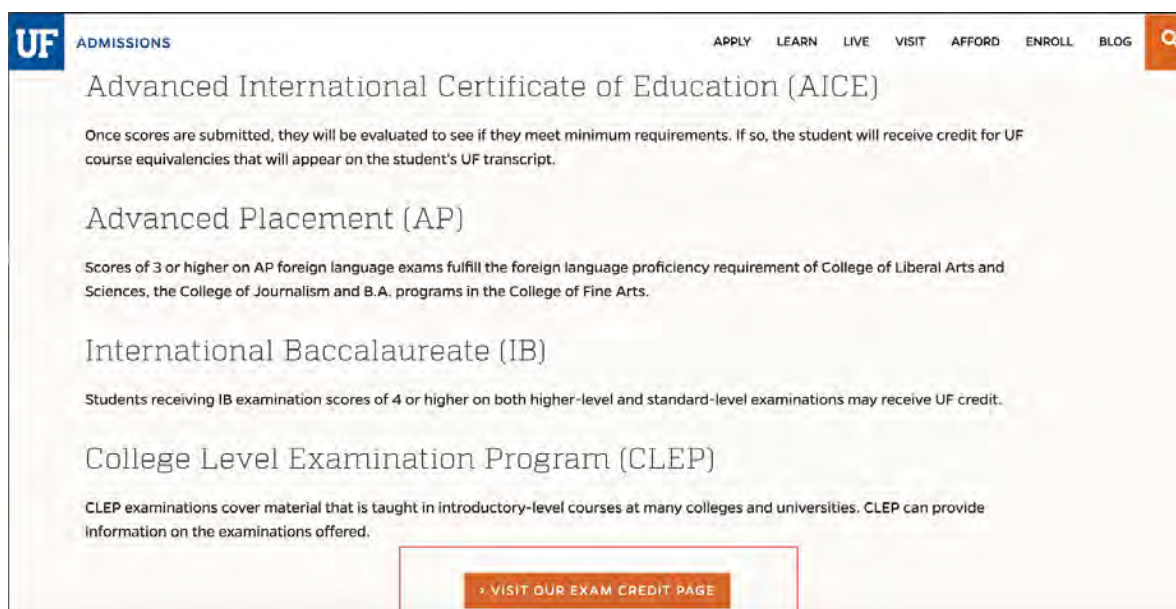 UF ADMISSIONS APPLY LEARN LIVE VISIT AFFORD ENROLL BLOG
Advanced International Certificate of Education (AICE)
Once scores are submitted, they will be evaluated to see if they meet minimum requirements. If so, the student will receive credit for UF
course equivalencies that will appear on the student's UF transcript.
Advanced Placement (AP)
Scores of 3 or higher on AP foreign language exams fulfill the foreign language proficiency requirement of College of Liberal Arts and
Sciences, the College of Journalism and B.A. programs in the College of Fine Arts.
International Baccalaureate (IB)
Students receiving IB examination scores of 4 or higher on both higher-level and standard-level examinations may receive UF credit.
College Level Examination Program (CLEP)
CLEP examinations cover material that is taught in introductory-level courses at many colleges and universities. CLEP can provide
information on the examinations offered.
› VISIT OUR EXAM CREDIT PAGE